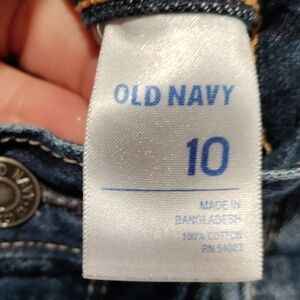 OLD NAVY
10
MADE IN
BANGLADESH
100% COTTON
RN 54023